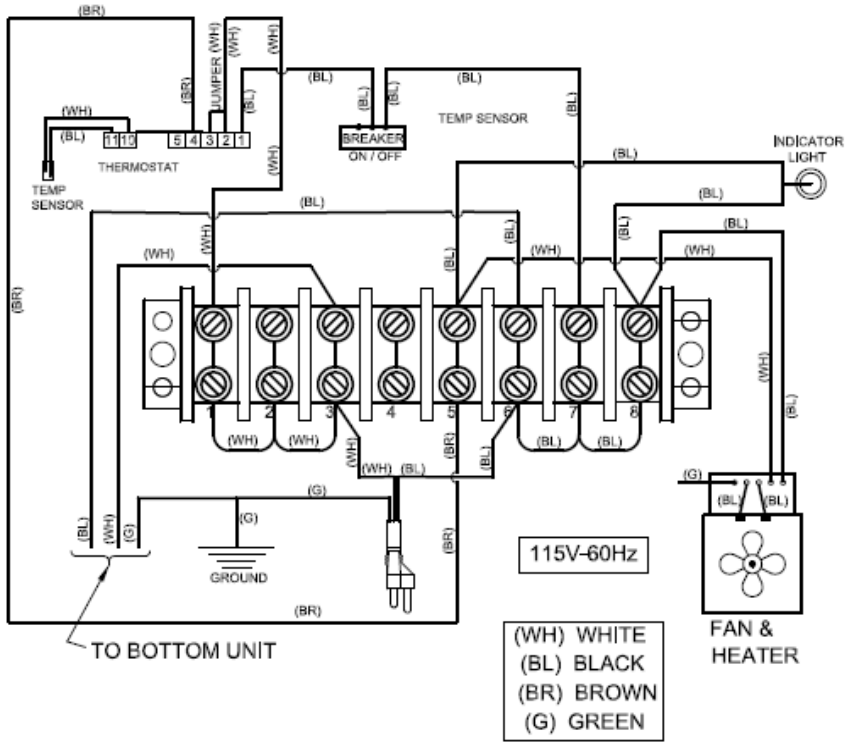 (BR)
(BR)
JUMPER
(WH)
(WH)
(WH)
(BL)
(BL)
(BL)
(BL)
(BL)
(BL)
(WH)
(BL)
11 10 5 4 3 2 1
THERMOSTAT
TEMP
SENSOR
BREAKER
ON / OFF
TEMP SENSOR
INDICATOR
LIGHT
(WH)
(BL)
(BL)
(BL)
(WH)
(BL)
(BL)
(BL)
(BL)
(WH)
(WH)
(WH)
(BR)
(WH)
(BL)
1 2 3 4 5 6 7 8
(WH)
(WH)
(WH)
(WH)
(BL)
(BR)
(BL)
(BL)
(BL)
(G)
(G)
(BL)
(WH)
(G)
(G)
(BR)
(BL)
(BL)
GROUND
115V-60Hz
(BR)
TO BOTTOM UNIT
FAN &
HEATER
(WH) WHITE
(BL) BLACK
(BR) BROWN
(G) GREEN